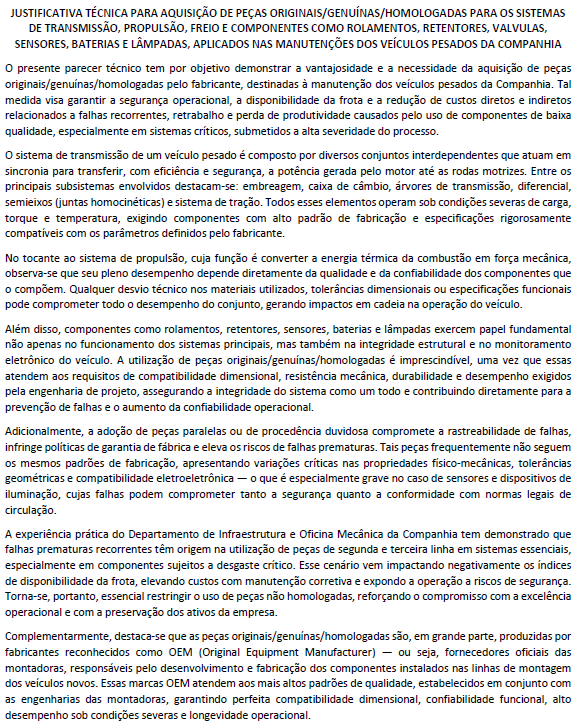 JUSTIFICATIVA TÉCNICA PARA AQUISIÇÃO DE PEÇAS ORIGINAIS/GENUÍNAS/HOMOLOGADAS PARA OS SISTEMAS
DE TRANSMISSÃO, PROPULSÃO, FREIO E COMPONENTES COMO ROLAMENTOS, RETENTORES, VALVULAS,
SENSORES, BATERIAS E LÂMPADAS, APLICADOS NAS MANUTENÇÕES DOS VEÍCULOS PESADOS DA COMPANHIA
O presente parecer técnico tem por objetivo demonstrar a vantajosidade e a necessidade da aquisição de peças
originais/genuínas/homologadas pelo fabricante, destinadas à manutenção dos veículos pesados da Companhia. Tal
medida visa garantir a segurança operacional, a disponibilidade da frota e a redução de custos diretos e indiretos
relacionados a falhas recorrentes, retrabalho e perda de produtividade causados pelo uso de componentes de baixa
qualidade, especialmente em sistemas críticos, submetidos a alta severidade do processo.
O sistema de transmissão de um veículo pesado é composto por diversos conjuntos interdependentes que atuam em
sincronia para transferir, com eficiência e segurança, a potência gerada pelo motor até as rodas motrizes. Entre os
principais subsistemas envolvidos destacam-se: embreagem, caixa de câmbio, árvores de transmissão, diferencial,
semieixos (juntas homocinéticas) e sistema de tração. Todos esses elementos operam sob condições severas de carga,
torque e temperatura, exigindo componentes com alto padrão de fabricação e especificações rigorosamente
compatíveis com os parâmetros definidos pelo fabricante.
No tocante ao sistema de propulsão, cuja função é converter a energia térmica da combustão em força mecânica,
observa-se que seu pleno desempenho depende diretamente da qualidade e da confiabilidade dos componentes que
o compõem. Qualquer desvio técnico nos materiais utilizados, tolerâncias dimensionais ou especificações funcionais
pode comprometer todo o desempenho do conjunto, gerando impactos em cadeia na operação do veículo.
Além disso, componentes como rolamentos, retentores, sensores, baterias e lâmpadas exercem papel fundamental
não apenas no funcionamento dos sistemas principais, mas também na integridade estrutural e no monitoramento
eletrônico do veículo. A utilização de peças originais/genuínas/homologadas é imprescindível, uma vez que essas
atendem aos requisitos de compatibilidade dimensional, resistência mecânica, durabilidade e desempenho exigidos
pela engenharia de projeto, assegurando a integridade do sistema como um todo e contribuindo diretamente para a
prevenção de falhas e o aumento da confiabilidade operacional.
Adicionalmente, a adoção de peças paralelas ou de procedência duvidosa compromete a rastreabilidade de falhas,
infringe políticas de garantia de fábrica e eleva os riscos de falhas prematuras. Tais peças frequentemente não seguem
os mesmos padrões de fabricação, apresentando variações críticas nas propriedades físico-mecânicas, tolerâncias
geométricas e compatibilidade eletroeletrônica — o que é especialmente grave no caso de sensores e dispositivos de
iluminação, cujas falhas podem comprometer tanto a segurança quanto a conformidade com normas legais de
circulação.
A experiência prática do Departamento de Infraestrutura e Oficina Mecânica da Companhia tem demonstrado que
falhas prematuras recorrentes têm origem na utilização de peças de segunda e terceira linha em sistemas essenciais,
especialmente em componentes sujeitos a desgaste crítico. Esse cenário vem impactando negativamente os índices
de disponibilidade da frota, elevando custos com manutenção corretiva e expondo a operação a riscos de segurança.
Torna-se, portanto, essencial restringir o uso de peças não homologadas, reforçando o compromisso com a excelência
operacional e com a preservação dos ativos da empresa.
Complementarmente, destaca-se que as peças originais/genuínas/homologadas são, em grande parte, produzidas por
fabricantes reconhecidos como OEM (Original Equipment Manufacturer) — ou seja, fornecedores oficiais das
montadoras, responsáveis pelo desenvolvimento e fabricação dos componentes instalados nas linhas de montagem
dos veículos novos. Essas marcas OEM atendem aos mais altos padrões de qualidade, estabelecidos em conjunto com
as engenharias das montadoras, garantindo perfeita compatibilidade dimensional, confiabilidade funcional, alto
desempenho sob condições severas e longevidade operacional.